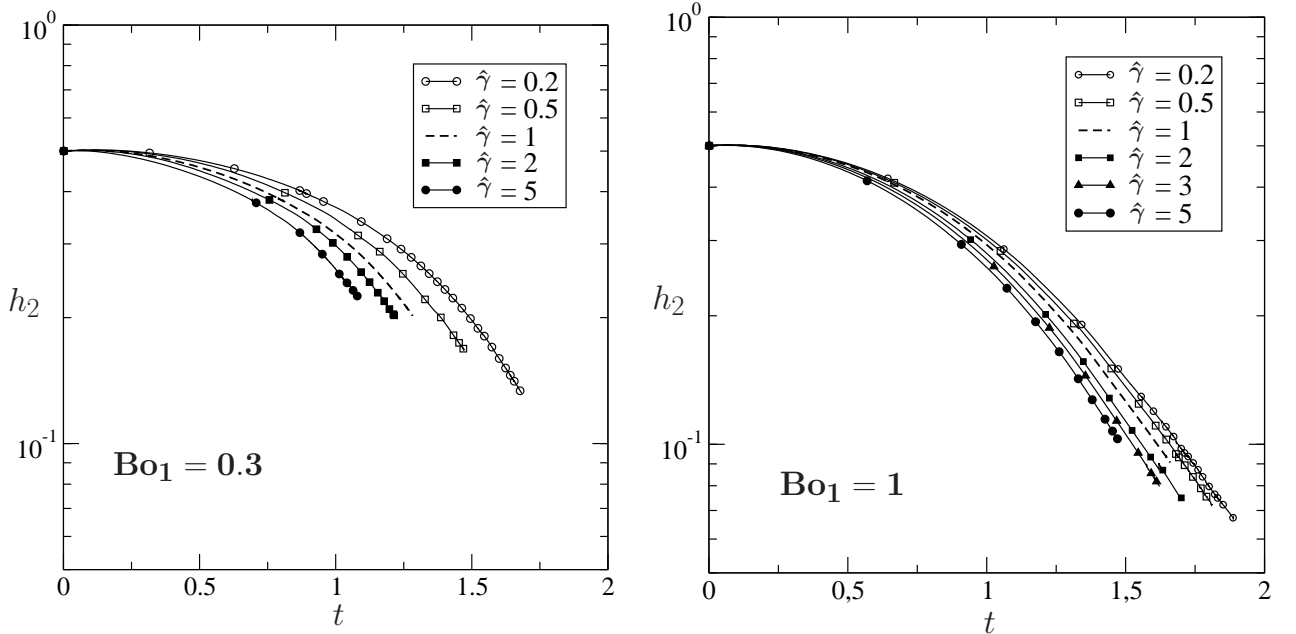 10^0
h_2
10^-1
γ̂ = 0.2
γ̂ = 0.5
γ̂ = 1
γ̂ = 2
γ̂ = 5
Bo_1 = 0.3
0 0.5 1 1.5 2
t
10^0
h_2
10^-1
γ̂ = 0.2
γ̂ = 0.5
γ̂ = 1
γ̂ = 2
γ̂ = 3
γ̂ = 5
Bo_1 = 1
0 0,5 1 1,5 2
t